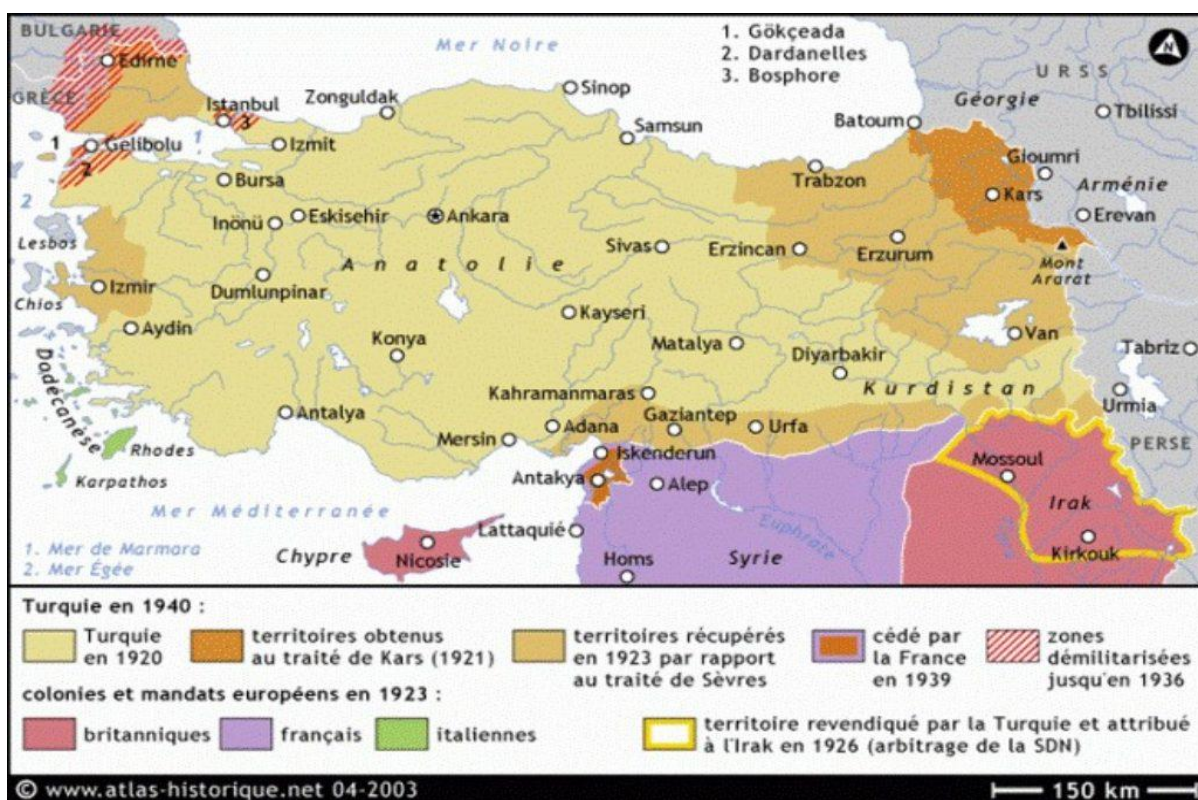 BULGARIE
Mer Noire
1. Gökçeada
2. Dardanelles
3. Bosphore
N
Edirne
URSS
GRÈCE
Istanbul
3
Zonguldak
Sinop
Géorgie
Tbilissi
Batoum
Samsun
1
Gelibolu
1
Izmit
2
Trabzon
Gioumri
Bursa
Kars
Arménie
2
Inönü
Eskisehir
Ankara
Erevan
Lesbos
Sivas
Erzincan
Erzurum
Anatolie
Mont
Ararat
Izmir
Dumlunpinar
Chios
Kayseri
Aydin
Konya
Matalya
Van
Diyarbakir
Tabriz
Dodécanèse
Kurdistan
Kahramanmaras
Urmia
Antalya
Gaziantep
Adana
Urfa
Mersin
PERSE
Rhodes
Iskenderun
Mossoul
Karpathos
Antakya
Alep
Irak
Mer Méditerranée
Lattaquié
Euphrate
1. Mer de Marmara
2. Mer Égée
Chypre
Nicosie
Homs
Syrie
Kirkouk
Turquie en 1940 :
Turquie
en 1920
territoires obtenus
au traité de Kars (1921)
territoires récupérés
en 1923 par rapport
au traité de Sèvres
cédé par
la France
en 1939
zones
démilitarisées
jusqu'en 1936
colonies et mandats européens en 1923 :
britanniques
français
italiennes
territoire revendiqué par la Turquie et attribué
à l'Irak en 1926 (arbitrage de la SDN)
© www.atlas-historique.net 04-2003
150 km